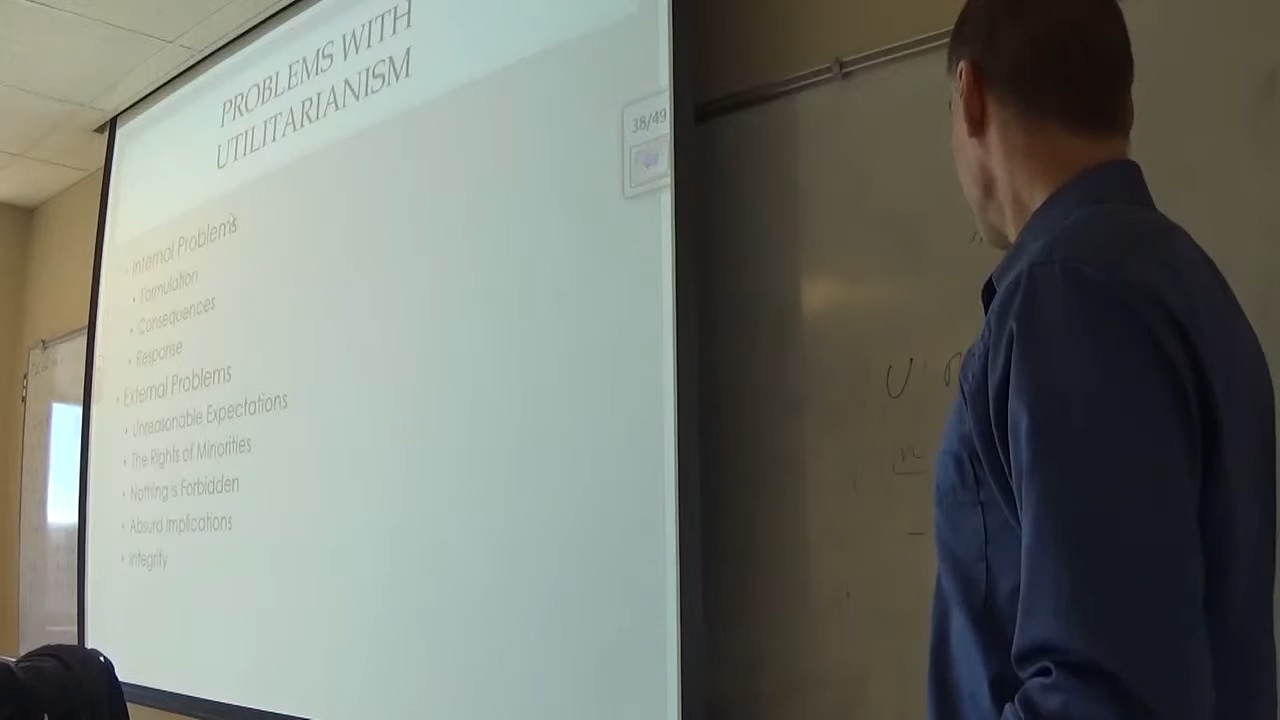 PROBLEMS WITH
UTILITARIANISM
38/49
Internal Problems
Formulation
Consequences
Response
External Problems
Unreasonable Expectations
The Rights of Minorities
Nothing is Forbidden
Absurd Implications
Integrity
U